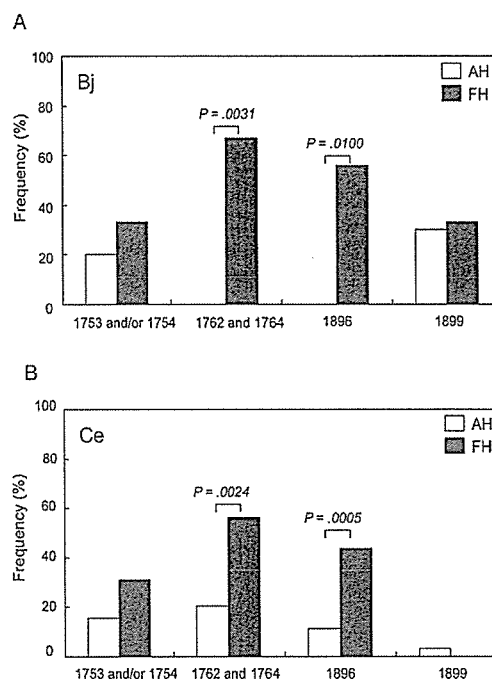 A
100
Bj
AH
FH
80
P = .0031
P = .0100
60
40
20
0
Frequency (%)
1753 and/or 1754 1762 and 1764 1896 1899
B
100
Ce
AH
FH
80
P = .0024
P = .0005
60
40
20
0
Frequency (%)
1753 and/or 1754 1762 and 1764 1896 1899